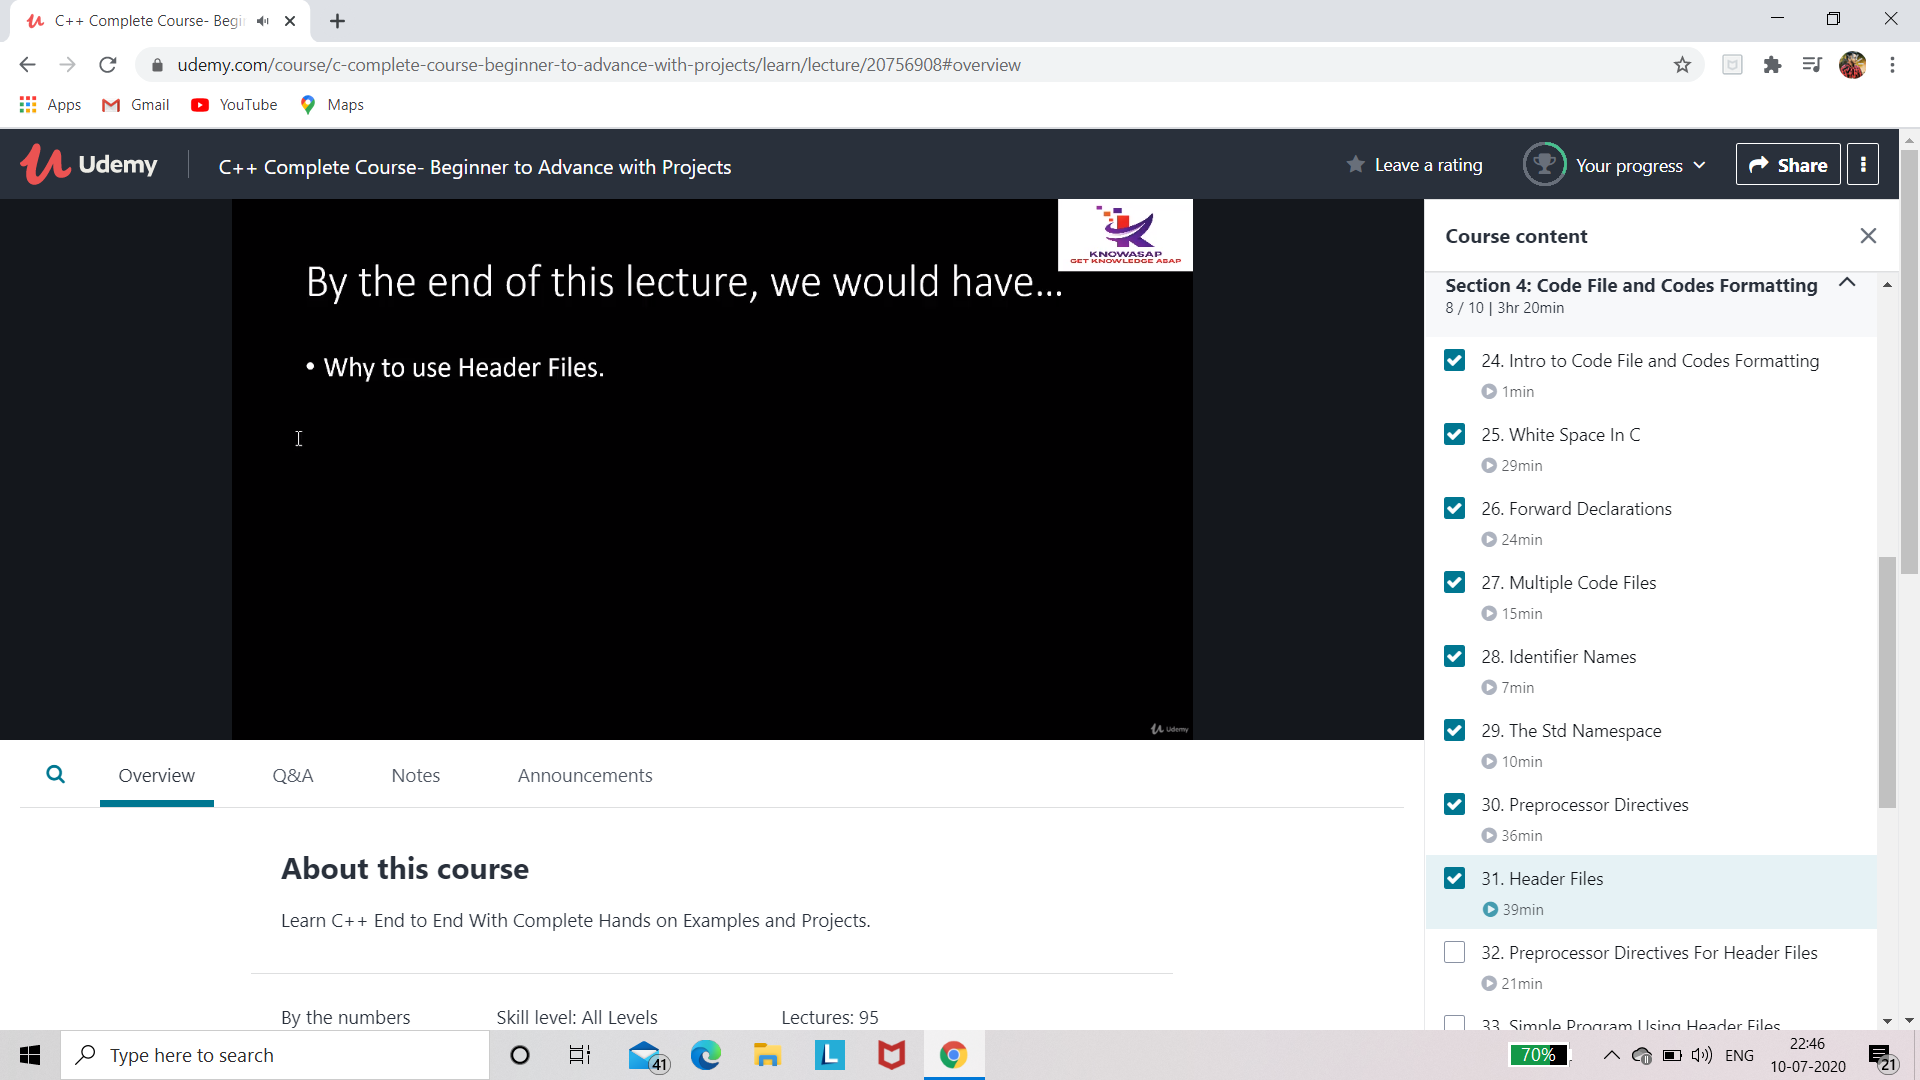 C++ Complete Course- Begi
udemy.com/course/c-complete-course-beginner-to-advance-with-projects/learn/lecture/20756908#overview
Apps
Gmail
YouTube
Maps
Udemy
C++ Complete Course- Beginner to Advance with Projects
Leave a rating
Your progress
Share
By the end of this lecture, we would have...
KNOWASAP
GET KNOWLEDGE ASAP
• Why to use Header Files.
Udemy
Course content
Section 4: Code File and Codes Formatting
8 / 10 | 3hr 20min
24. Intro to Code File and Codes Formatting
1min
25. White Space In C
29min
26. Forward Declarations
24min
27. Multiple Code Files
15min
28. Identifier Names
7min
29. The Std Namespace
10min
30. Preprocessor Directives
36min
31. Header Files
39min
32. Preprocessor Directives For Header Files
21min
33. Simple Program Using Header Files
Overview
Q&A
Notes
Announcements
About this course
Learn C++ End to End With Complete Hands on Examples and Projects.
By the numbers
Skill level: All Levels
Lectures: 95
Type here to search
41
L
70%
ENG
22:46
10-07-2020
21